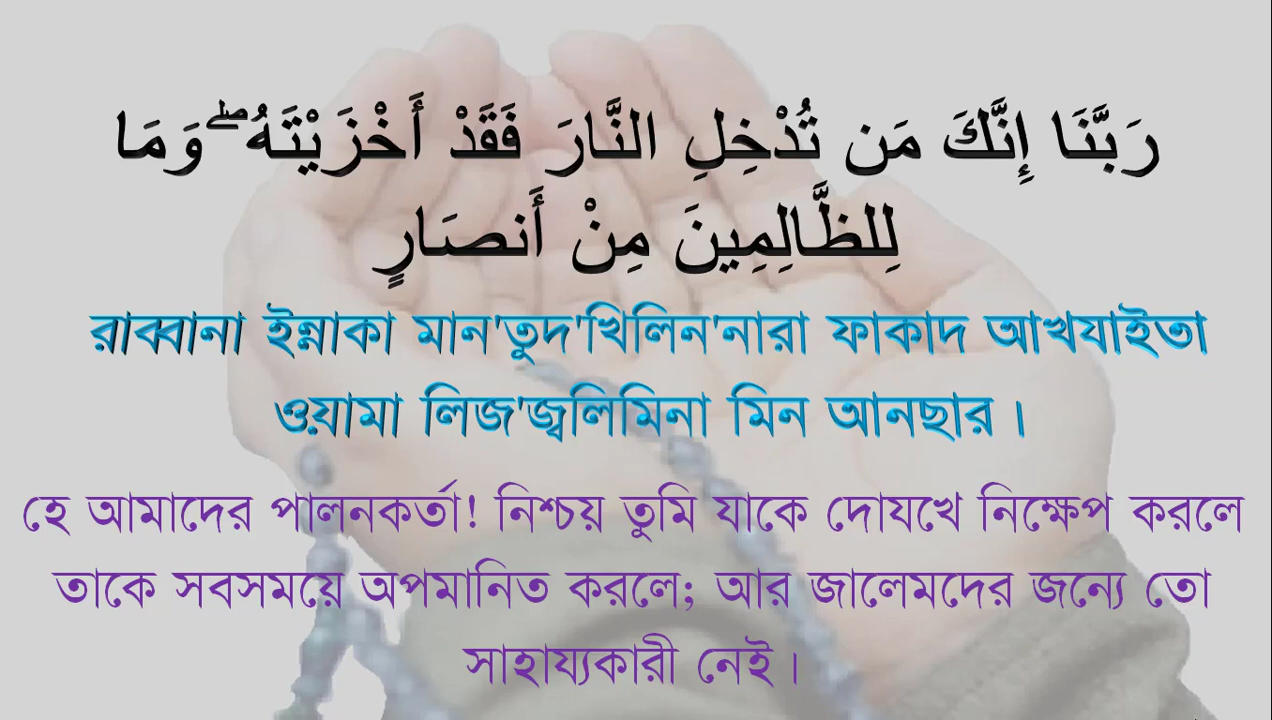 رَبَّنَا إِنَّكَ مَن تُدْخِلِ النَّارَ فَقَدْ أَخْزَيْتَهُ ۖ وَمَا
لِلظَّالِمِينَ مِنْ أَنصَارٍ
রাব্বানা ইন্নাকা মান'তুদ'খিলিন'নারা ফাকাদ আখযাইতা
ওয়ামা লিজ'জ্বলিমিনা মিন আনছার।
হে আমাদের পালনকর্তা! নিশ্চয় তুমি যাকে দোযখে নিক্ষেপ করলে
তাকে সবসময়ে অপমানিত করলে; আর জালেমদের জন্যে তো
সাহায্যকারী নেই।